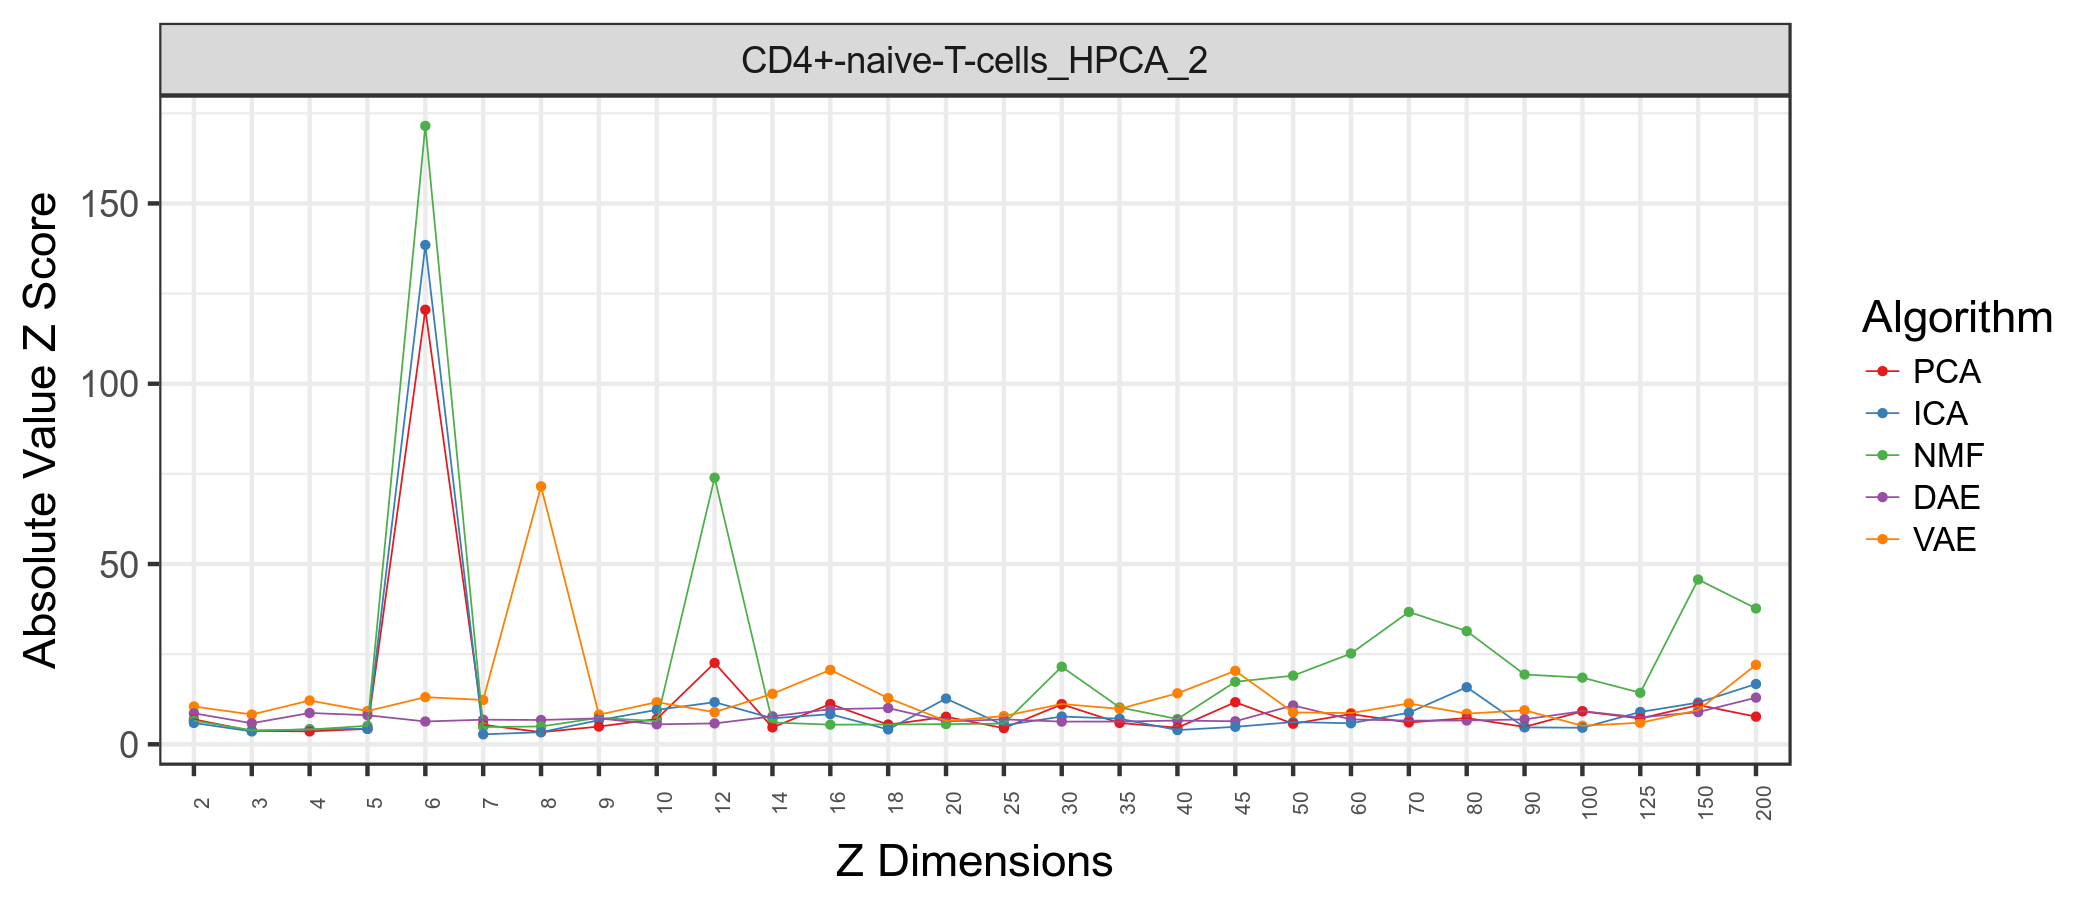 CD4+-naive-T-cells_HPCA_2
Absolute Value Z Score
150
100
50
0
2 3 4 5 6 7 8 9 10 12 14 16 18 20 25 30 35 40 45 50 60 70 80 90 100 125 150 200
Z Dimensions
Algorithm
PCA
ICA
NMF
DAE
VAE